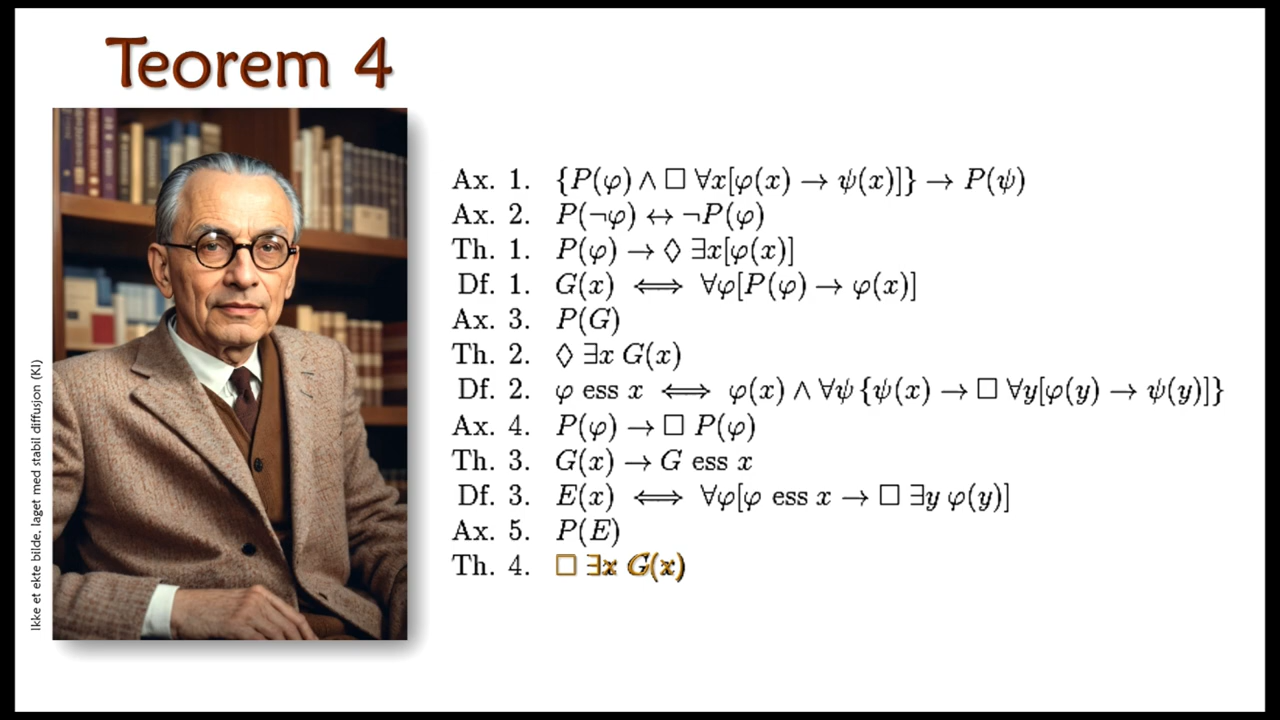 Teorem 4
Ikke et ekte bilde. laget med stabil diffusjon (KI)
Ax. 1. {P(φ) ∧ □ ∀x[φ(x) → ψ(x)]} → P(ψ)
Ax. 2. P(¬φ) ↔ ¬P(φ)
Th. 1. P(φ) → ◊ ∃x[φ(x)]
Df. 1. G(x) ⟺ ∀φ[P(φ) → φ(x)]
Ax. 3. P(G)
Th. 2. ◊ ∃x G(x)
Df. 2. φ ess x ⟺ φ(x) ∧ ∀ψ {ψ(x) → □ ∀y[φ(y) → ψ(y)]}
Ax. 4. P(φ) → □ P(φ)
Th. 3. G(x) → G ess x
Df. 3. E(x) ⟺ ∀φ[φ ess x → □ ∃y φ(y)]
Ax. 5. P(E)
Th. 4. □ ∃x G(x)